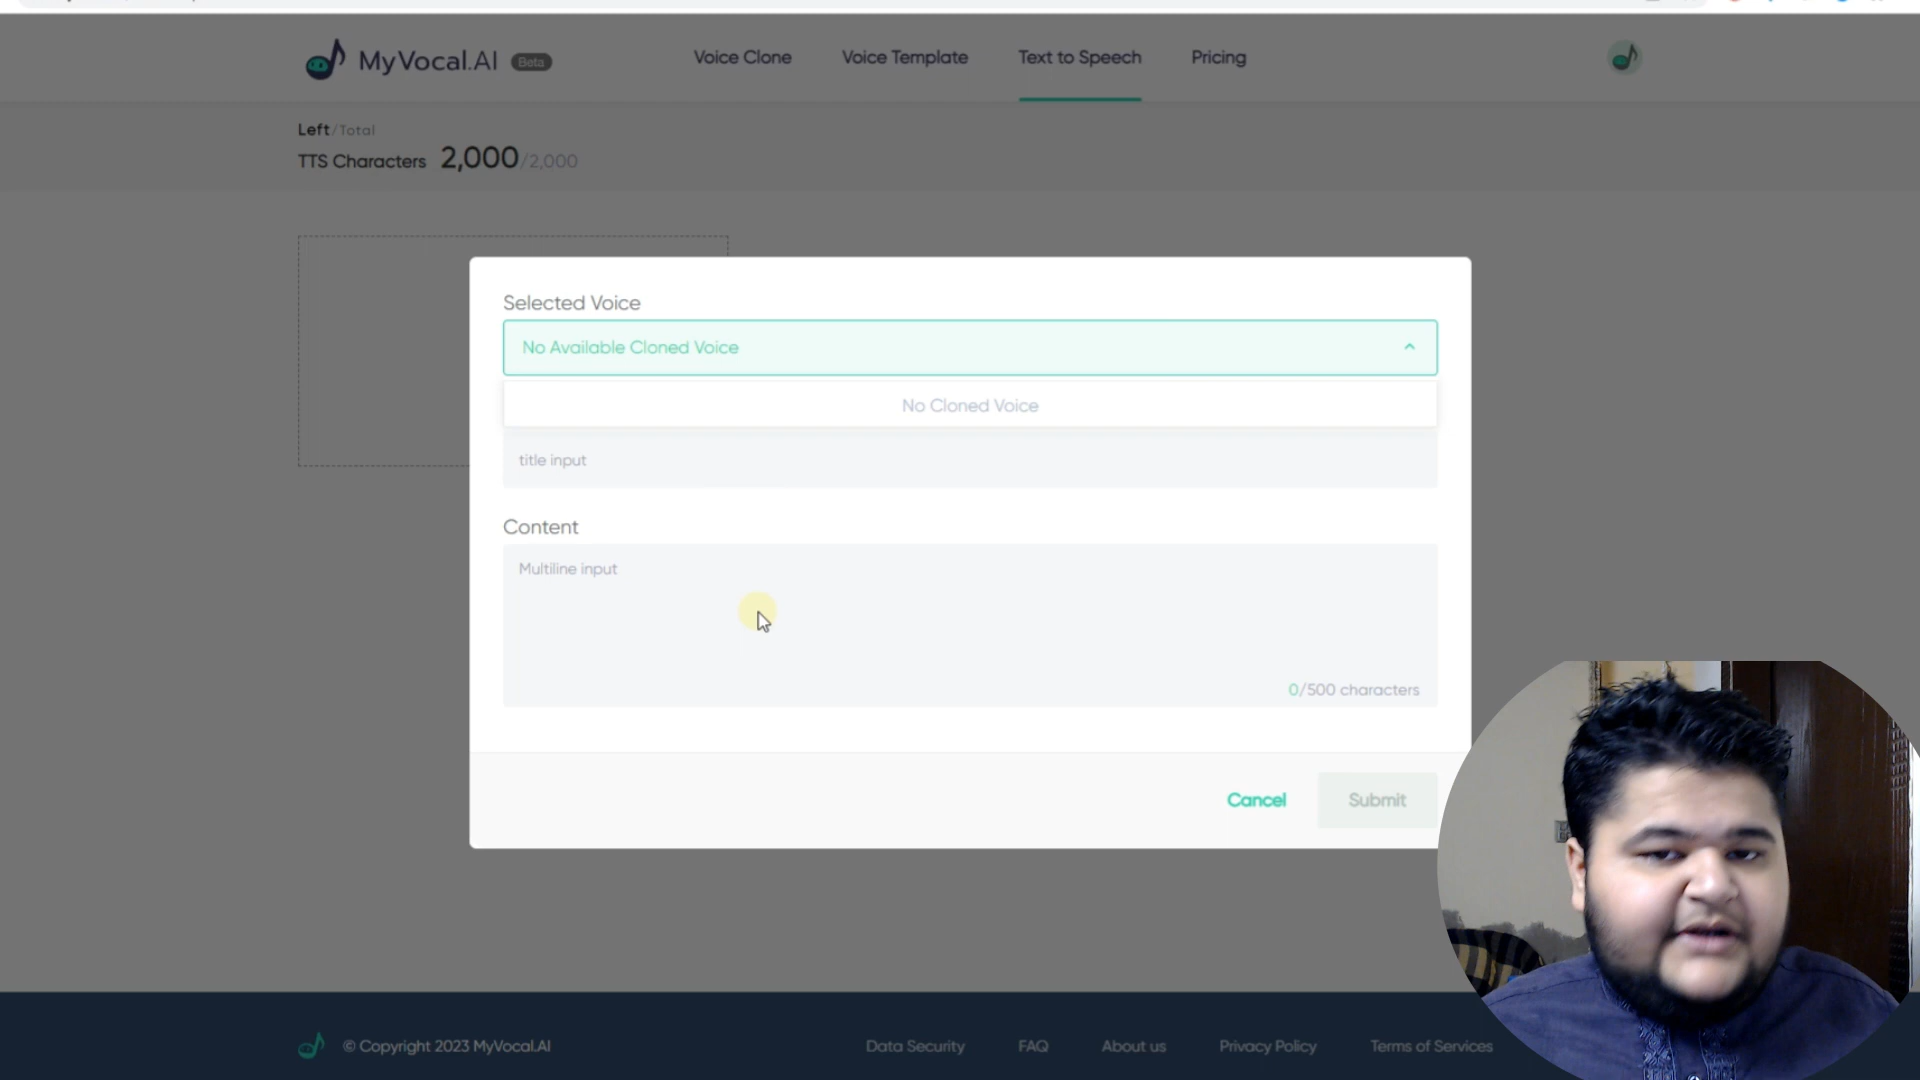 MyVocal.AI Beta Voice Clone Voice Template Text to Speech Pricing
Left/Total
TTS Characters 2,000/2,000
Selected Voice
No Available Cloned Voice
No Cloned Voice
title input
Content
Multiline input
0/500 characters
Cancel Submit
© Copyright 2023 MyVocal.AI Data Security FAQ About us Privacy Policy Terms of Services